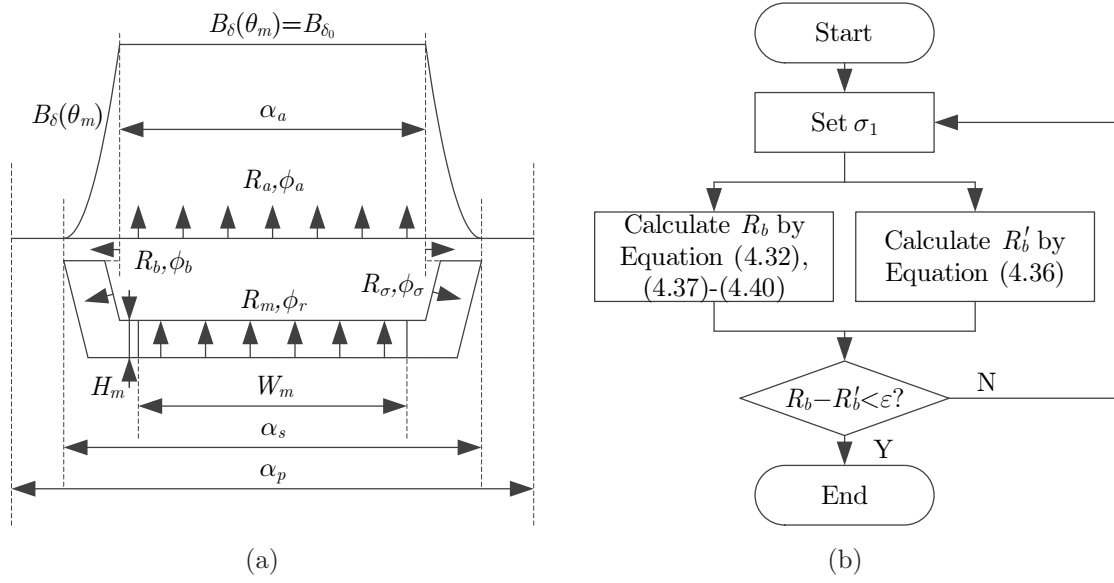 B_δ(θ_m)=B_δ₀
B_δ(θ_m)
α_a
R_a,ϕ_a
R_b,ϕ_b
R_σ,ϕ_σ
R_m,ϕ_r
H_m
W_m
α_s
α_p
(a)
Start
Set σ₁
Calculate R_b by
Equation (4.32),
(4.37)-(4.40)
Calculate R′_b by
Equation (4.36)
R_b−R′_b<ε?
N
Y
End
(b)